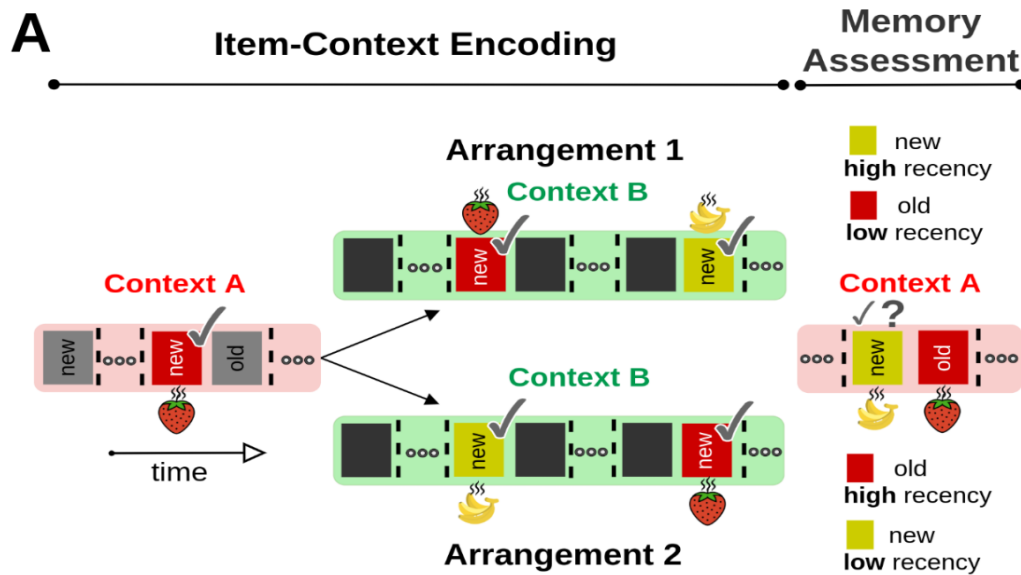 A
Item-Context Encoding
Memory
Assessment
Arrangement 1
Context B
new
new
new
high recency
old
low recency
Context A
new
new
old
time
Context B
new
new
Arrangement 2
Context A
?
new
old
old
high recency
new
low recency